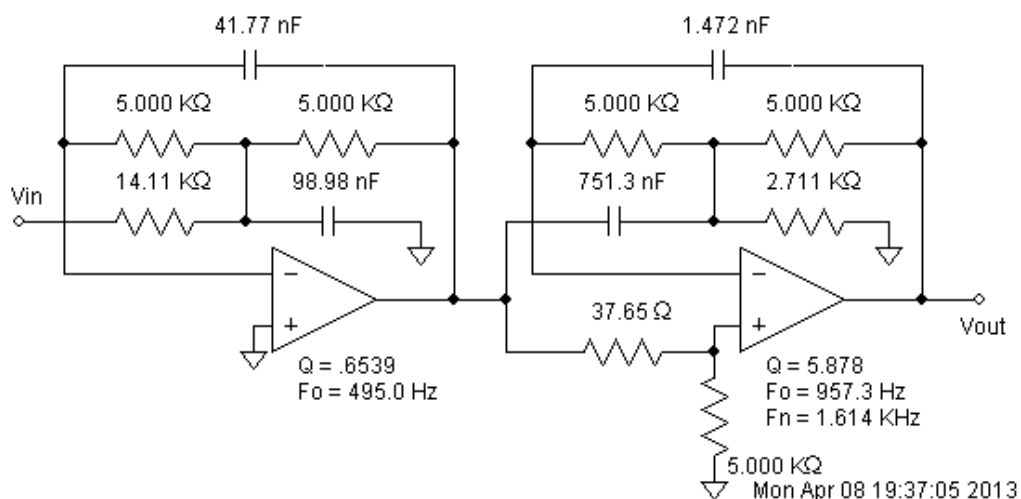 41.77 nF
1.472 nF
5.000 KΩ
5.000 KΩ
5.000 KΩ
5.000 KΩ
Vin
14.11 KΩ
98.98 nF
751.3 nF
2.711 KΩ
−
+
37.65 Ω
−
+
Vout
Q = .6539
Fo = 495.0 Hz
Q = 5.878
Fo = 957.3 Hz
Fn = 1.614 KHz
5.000 KΩ
Mon Apr 08 19:37:05 2013